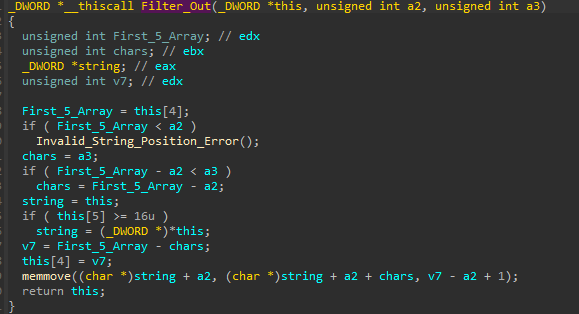 _DWORD *__thiscall Filter_Out(_DWORD *this, unsigned int a2, unsigned int a3)
{
  unsigned int First_5_Array; // edx
  unsigned int chars; // ebx
  _DWORD *string; // eax
  unsigned int v7; // edx

  First_5_Array = this[4];
  if ( First_5_Array < a2 )
    Invalid_String_Position_Error();
  chars = a3;
  if ( First_5_Array - a2 < a3 )
    chars = First_5_Array - a2;
  string = this;
  if ( this[5] >= 16u )
    string = (_DWORD *)*this;
  v7 = First_5_Array - chars;
  this[4] = v7;
  memmove((char *)string + a2, (char *)string + a2 + chars, v7 - a2 + 1);
  return this;
}